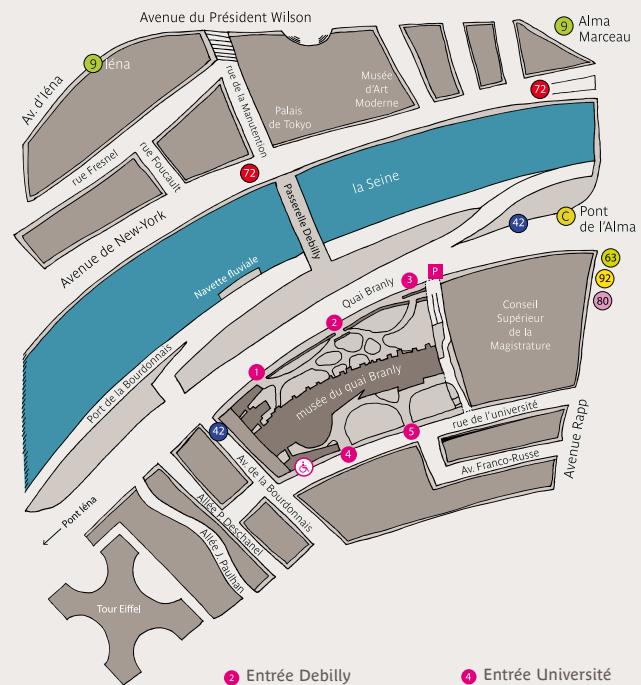 Avenue du Président Wilson
9 Alma
Marceau
9 Iéna
Av. d'Iéna
rue de la Manutention
Musée
d'Art
Moderne
Palais
de Tokyo
72
rue Fresnel
rue Foucault
72
Avenue de New-York
la Seine
Passerelle Debilly
42
C Pont
de l'Alma
Navette fluviale
Quai Branly
3
P
63
92
80
2
1
Conseil
Supérieur
de la
Magistrature
musée du quai Branly
Port de la Bourdonnais
42
rue de l'université
5
4
Av. Franco-Russe
Avenue Rapp
Av. de la Bourdonnais
Pont Iéna
Allée P. Deschanel
Allée J. Paulhan
Tour Eiffel
2 Entrée Debilly
4 Entrée Université